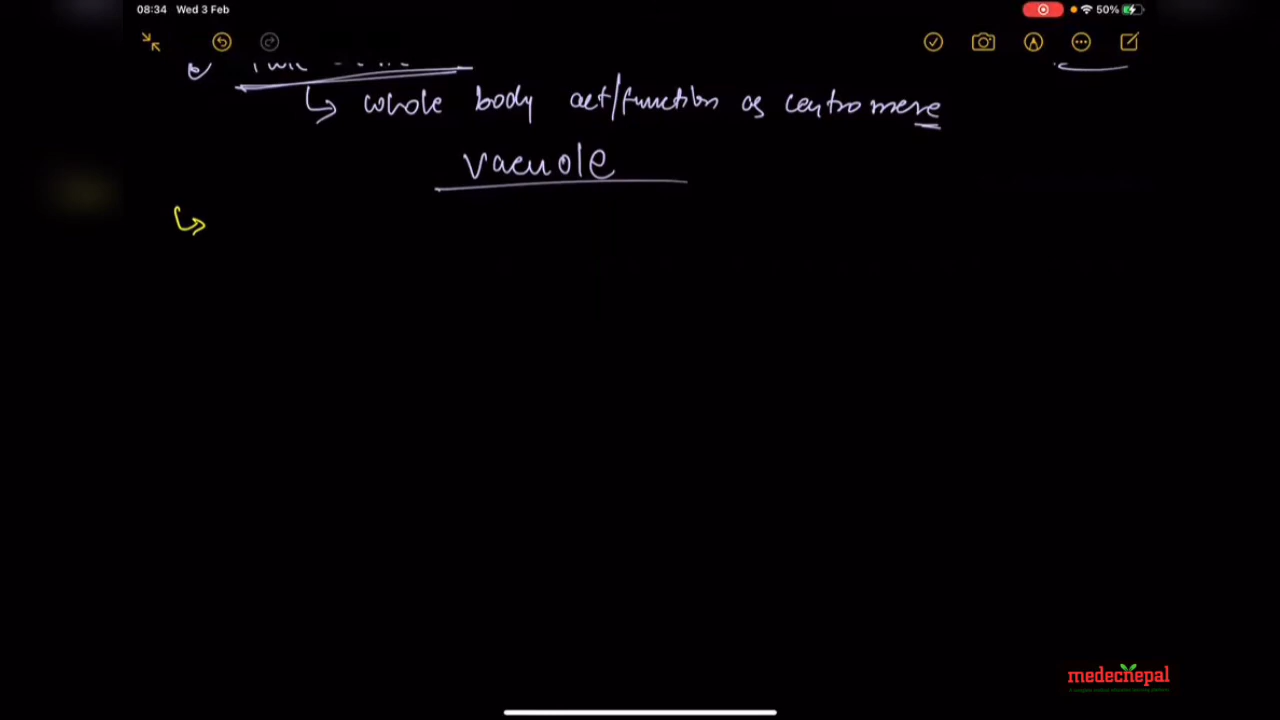 08:34 Wed 3 Feb 50%
whole body act/function as centromere
vacuole
medecnepal